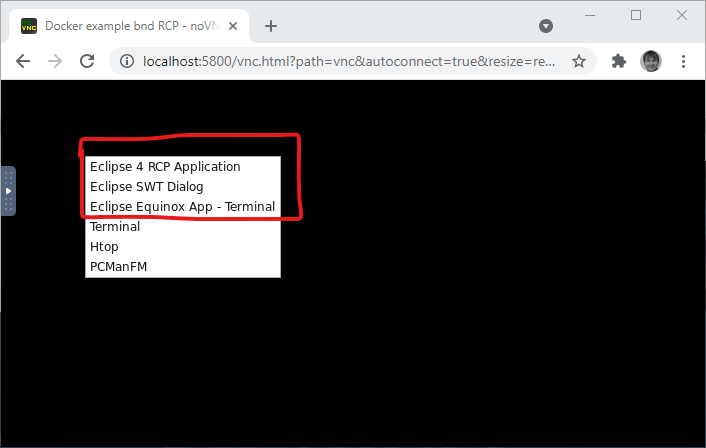 VNC
Docker example bnd RCP - noVN
localhost:5800/vnc.html?path=vnc&autoconnect=true&resize=re...
Eclipse 4 RCP Application
Eclipse SWT Dialog
Eclipse Equinox App - Terminal
Terminal
Htop
PCManFM